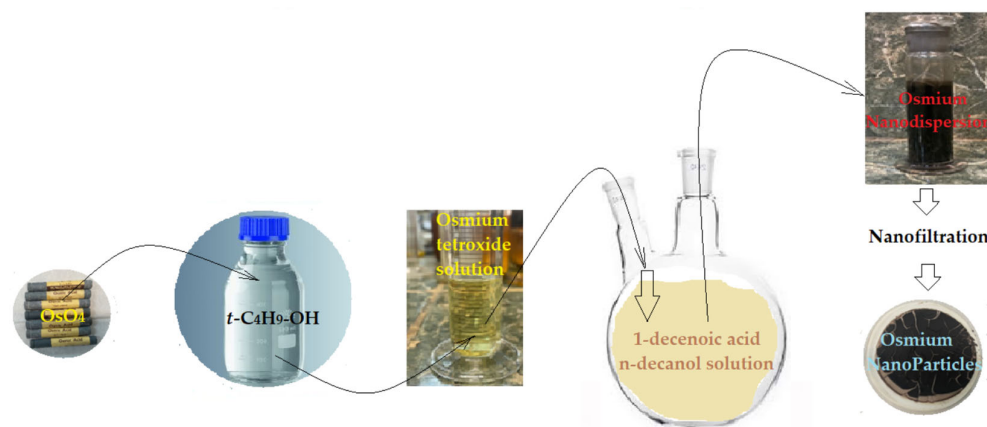 OsO4
t-C4H9-OH
Osmium
tetroxide
solution
1-decenoic acid
n-decanol solution
Osmium
Nanodispersion
Nanofiltration
Osmium
NanoParticles